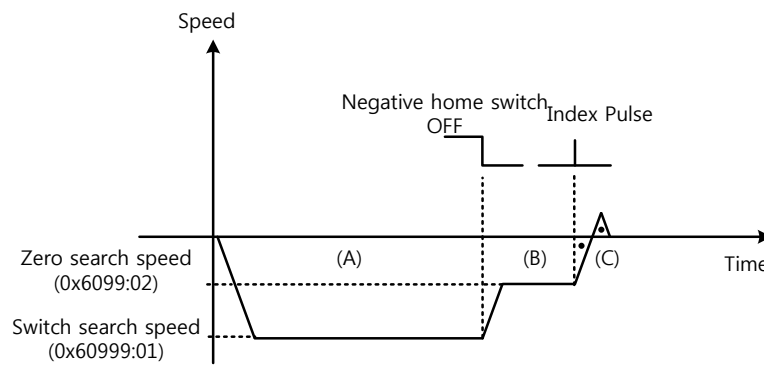 Speed
Negative home switch
OFF
Index Pulse
Zero search speed
(0x6099:02)
(A)
(B)
(C)
Time
Switch search speed
(0x60999:01)